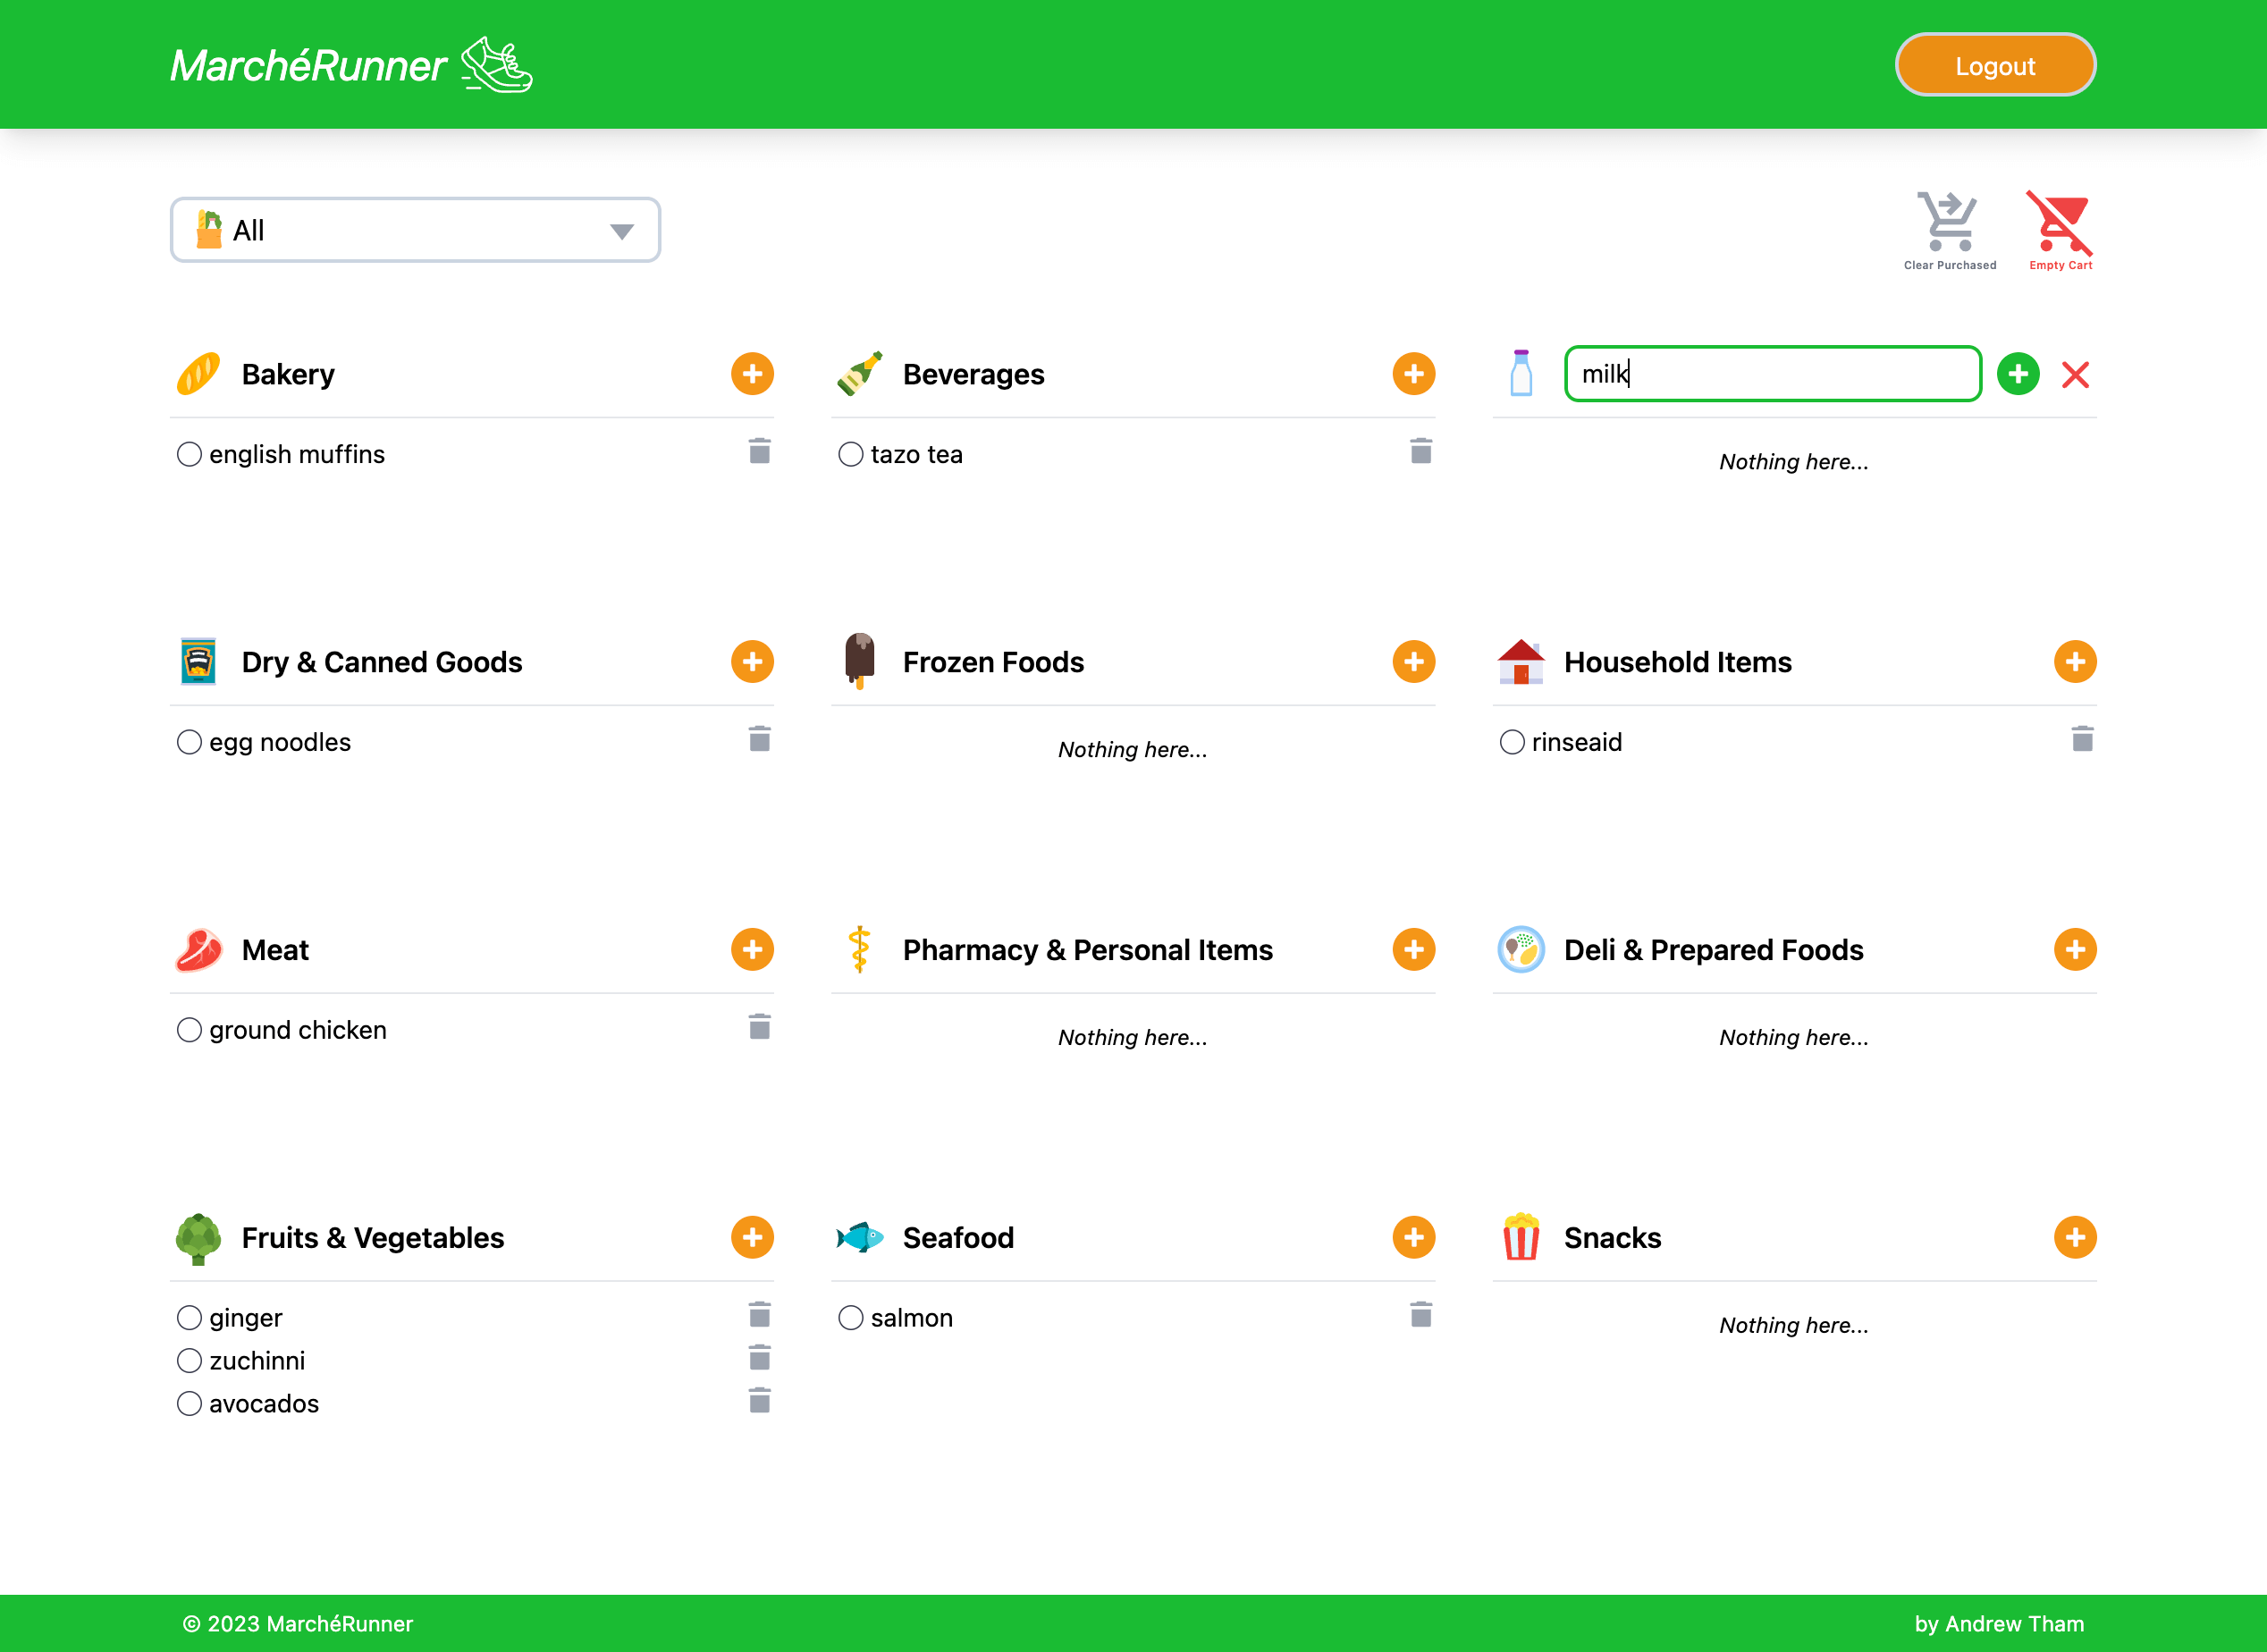 MarchéRunner
Logout
All
Clear Purchased
Empty Cart
Bakery
english muffins
Beverages
tazo tea
milk
Nothing here...
Dry & Canned Goods
egg noodles
Frozen Foods
Nothing here...
Household Items
rinseaid
Meat
ground chicken
Pharmacy & Personal Items
Nothing here...
Deli & Prepared Foods
Nothing here...
Fruits & Vegetables
ginger
zuchinni
avocados
Seafood
salmon
Snacks
Nothing here...
© 2023 MarchéRunner
by Andrew Tham